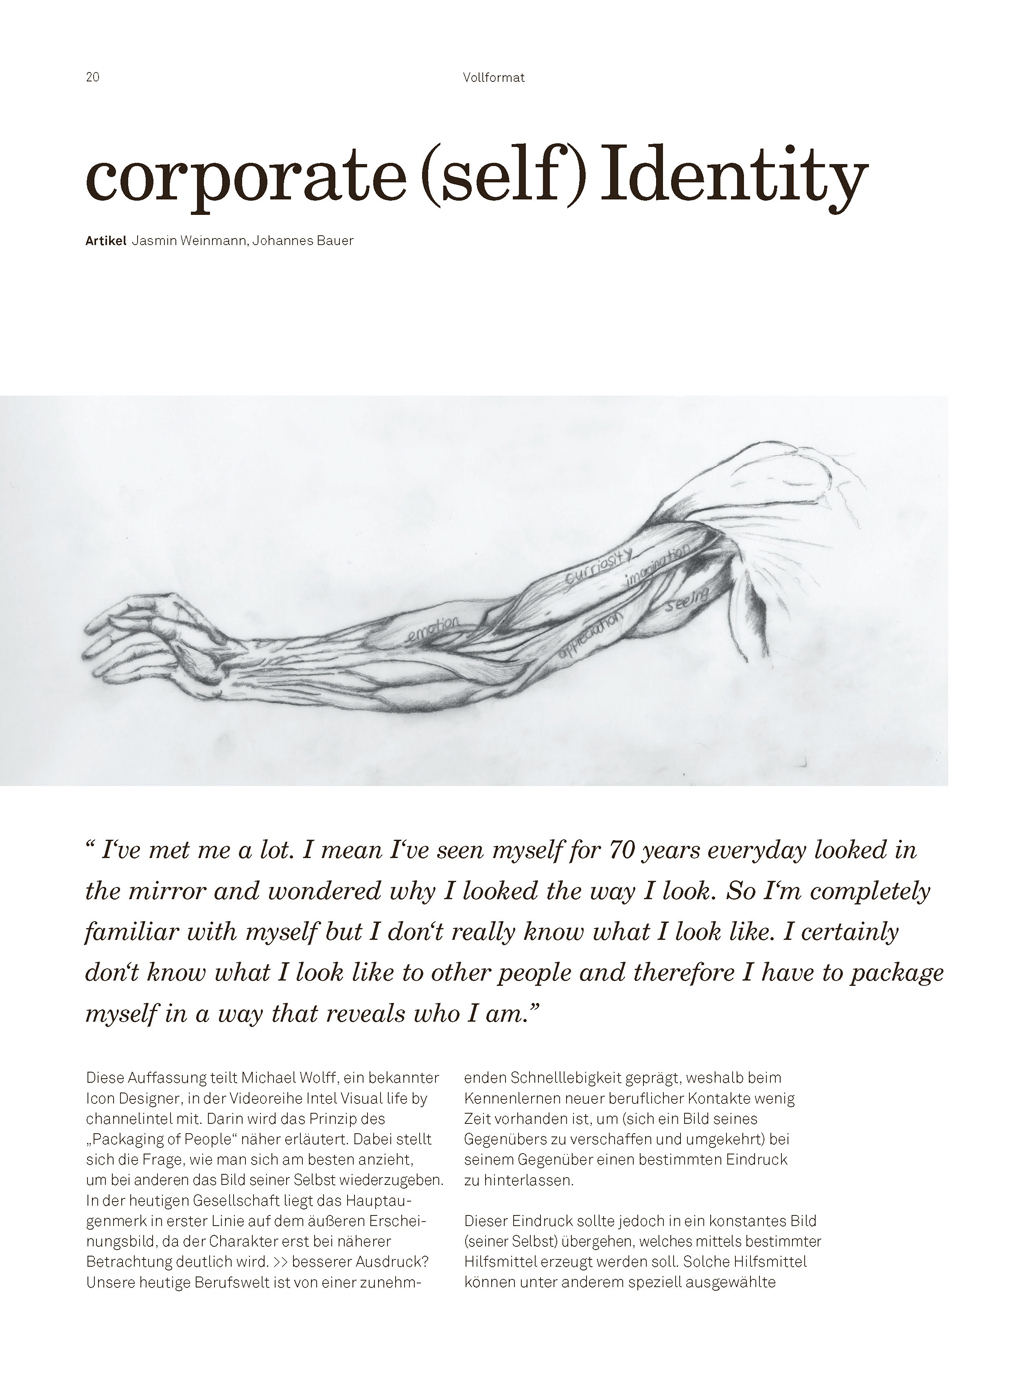 20
Vollformat
corporate (self) Identity
Artikel Jasmin Weinmann, Johannes Bauer
curriosity
imagination
seeing
emotion
appreciation
“ I‘ve met me a lot. I mean I‘ve seen myself for 70 years everyday looked in
the mirror and wondered why I looked the way I look. So I‘m completely
familiar with myself but I don‘t really know what I look like. I certainly
don‘t know what I look like to other people and therefore I have to package
myself in a way that reveals who I am.”
Diese Auffassung teilt Michael Wolff, ein bekannter
Icon Designer, in der Videoreihe Intel Visual life by
channelintel mit. Darin wird das Prinzip des
„Packaging of People“ näher erläutert. Dabei stellt
sich die Frage, wie man sich am besten anzieht,
um bei anderen das Bild seiner Selbst wiederzugeben.
In der heutigen Gesellschaft liegt das Hauptau-
genmerk in erster Linie auf dem äußeren Erschei-
nungsbild, da der Charakter erst bei näherer
Betrachtung deutlich wird. >> besserer Ausdruck?
Unsere heutige Berufswelt ist von einer zunehm-
enden Schnelllebigkeit geprägt, weshalb beim
Kennenlernen neuer beruflicher Kontakte wenig
Zeit vorhanden ist, um (sich ein Bild seines
Gegenübers zu verschaffen und umgekehrt) bei
seinem Gegenüber einen bestimmten Eindruck
zu hinterlassen.
Dieser Eindruck sollte jedoch in ein konstantes Bild
(seiner Selbst) übergehen, welches mittels bestimmter
Hilfsmittel erzeugt werden soll. Solche Hilfsmittel
können unter anderem speziell ausgewählte